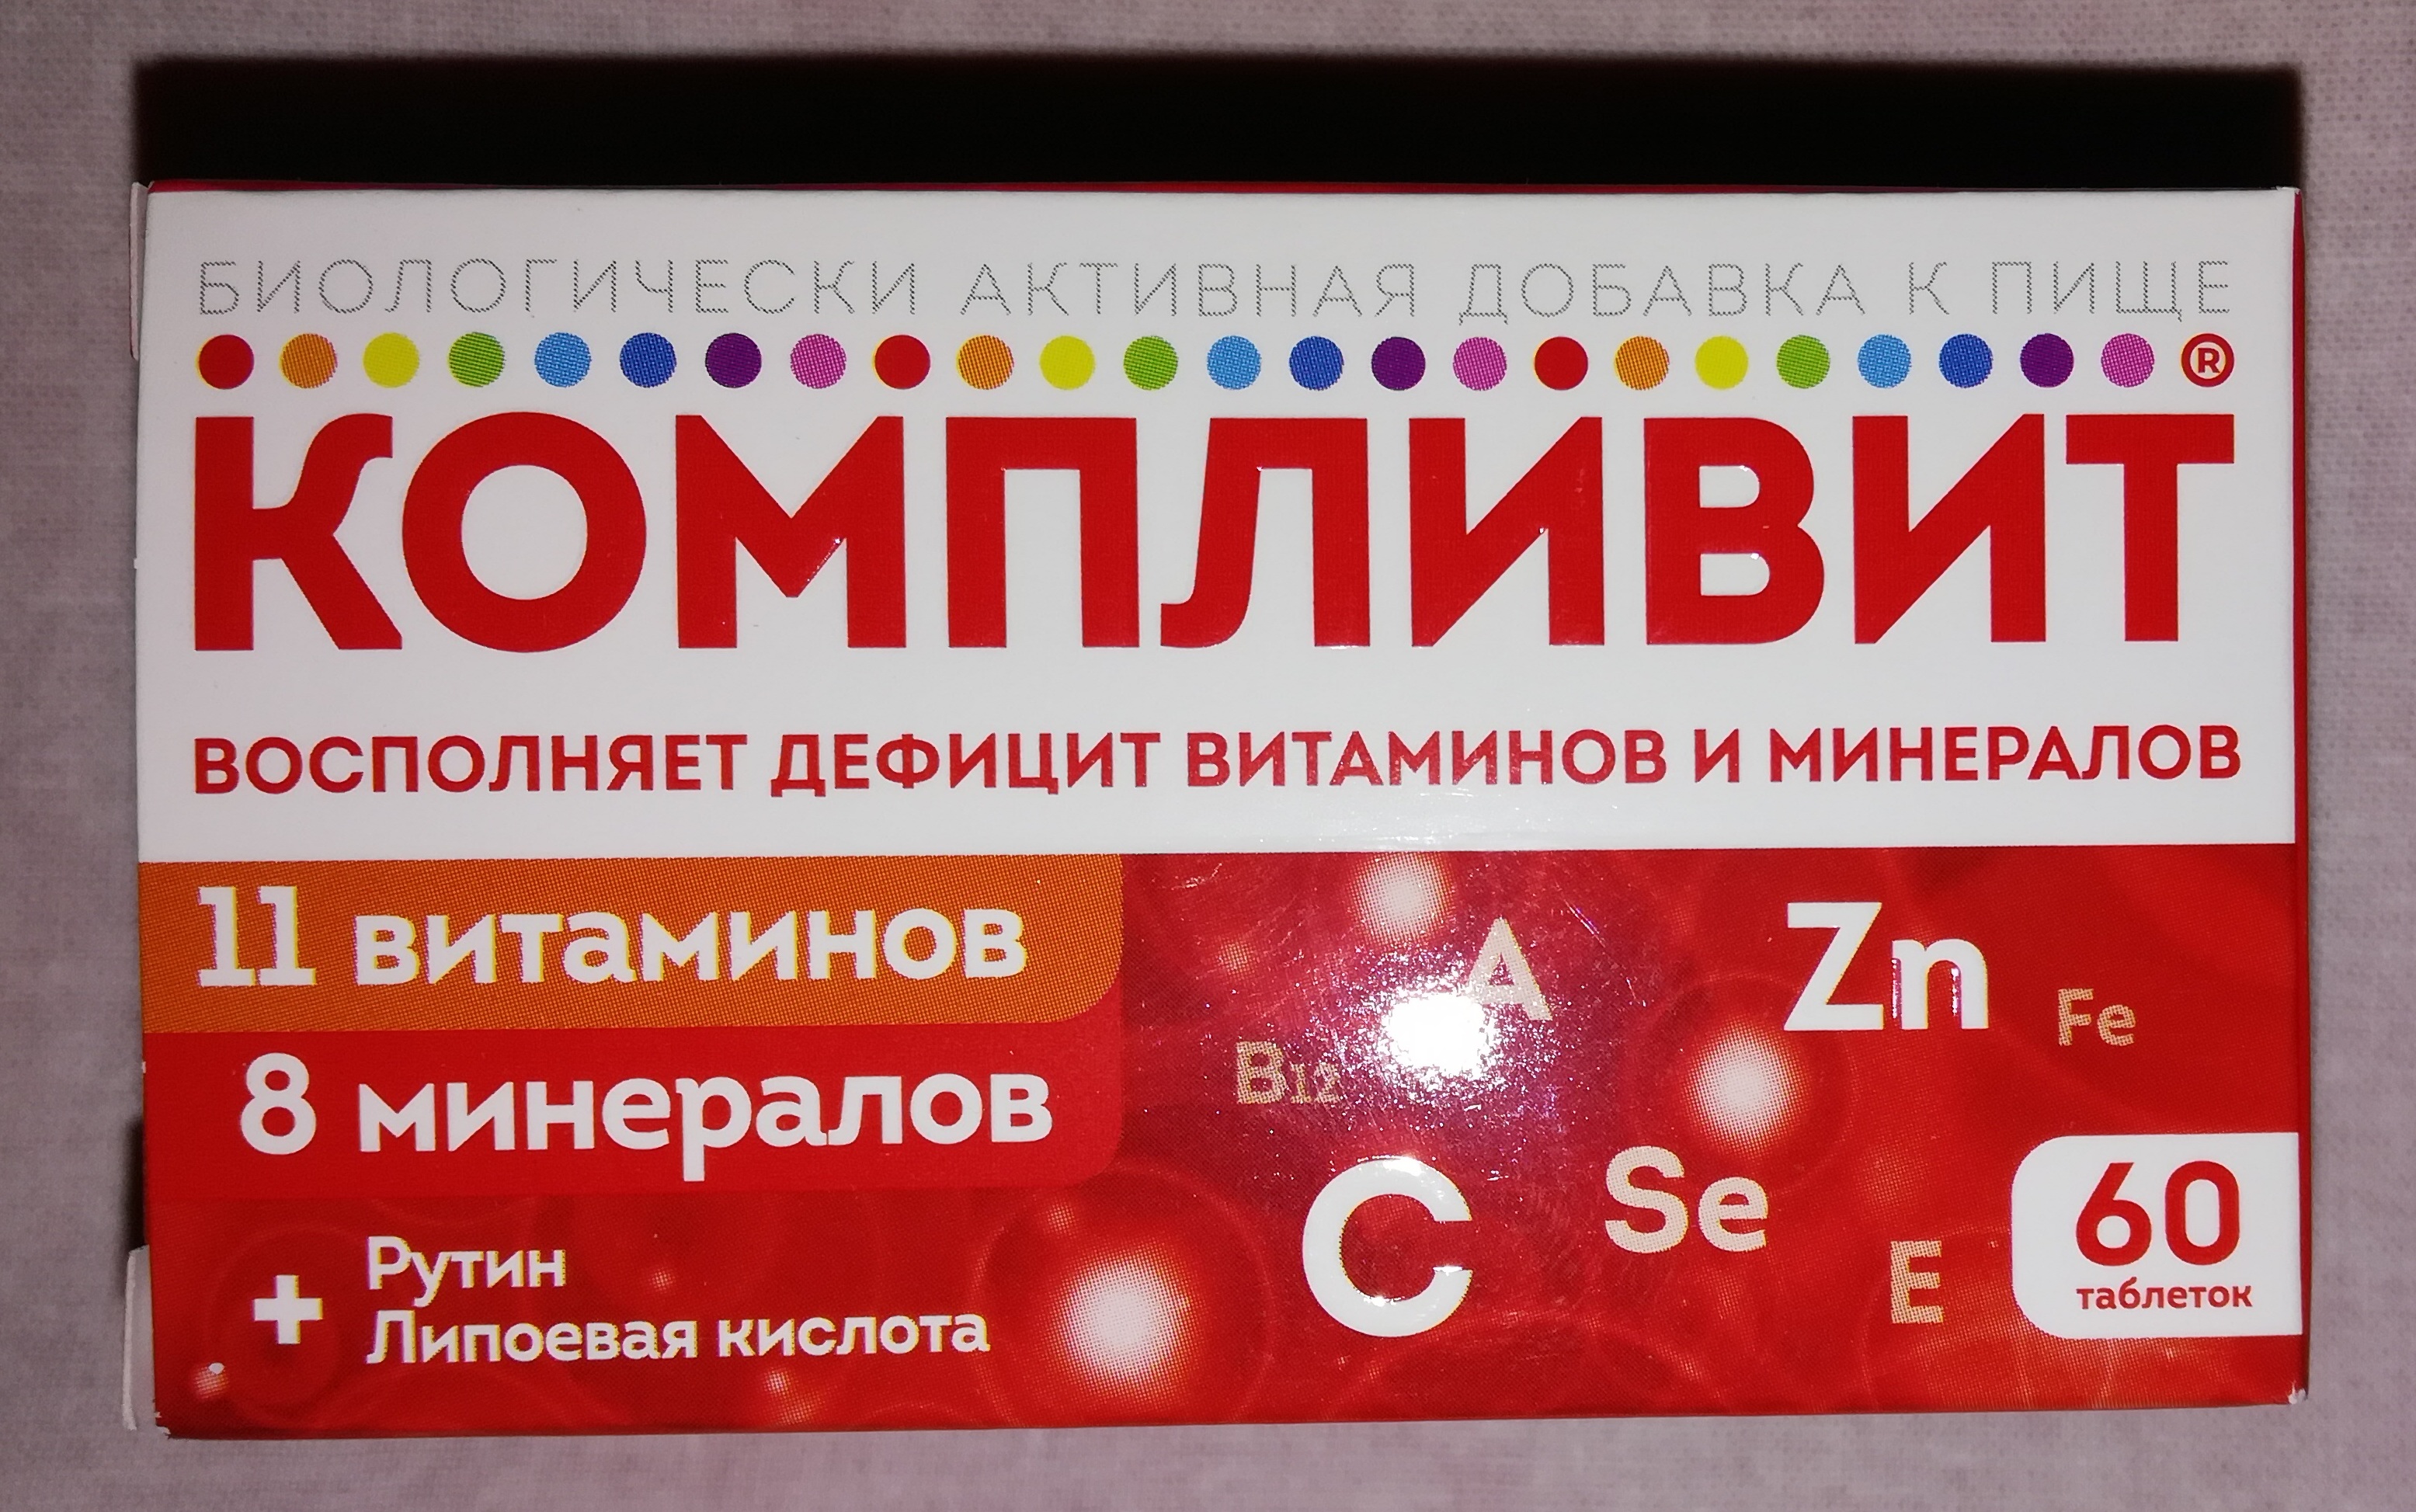 БИОЛОГИЧЕСКИ АКТИВНАЯ ДОБАВКА К ПИЩЕ
®
КОМПЛИВИТ
ВОСПОЛНЯЕТ ДЕФИЦИТ ВИТАМИНОВ И МИНЕРАЛОВ
11 витаминов
8 минералов
+ Рутин
Липоевая кислота
A
Zn
Fe
B12
C
Se
E
60
таблеток